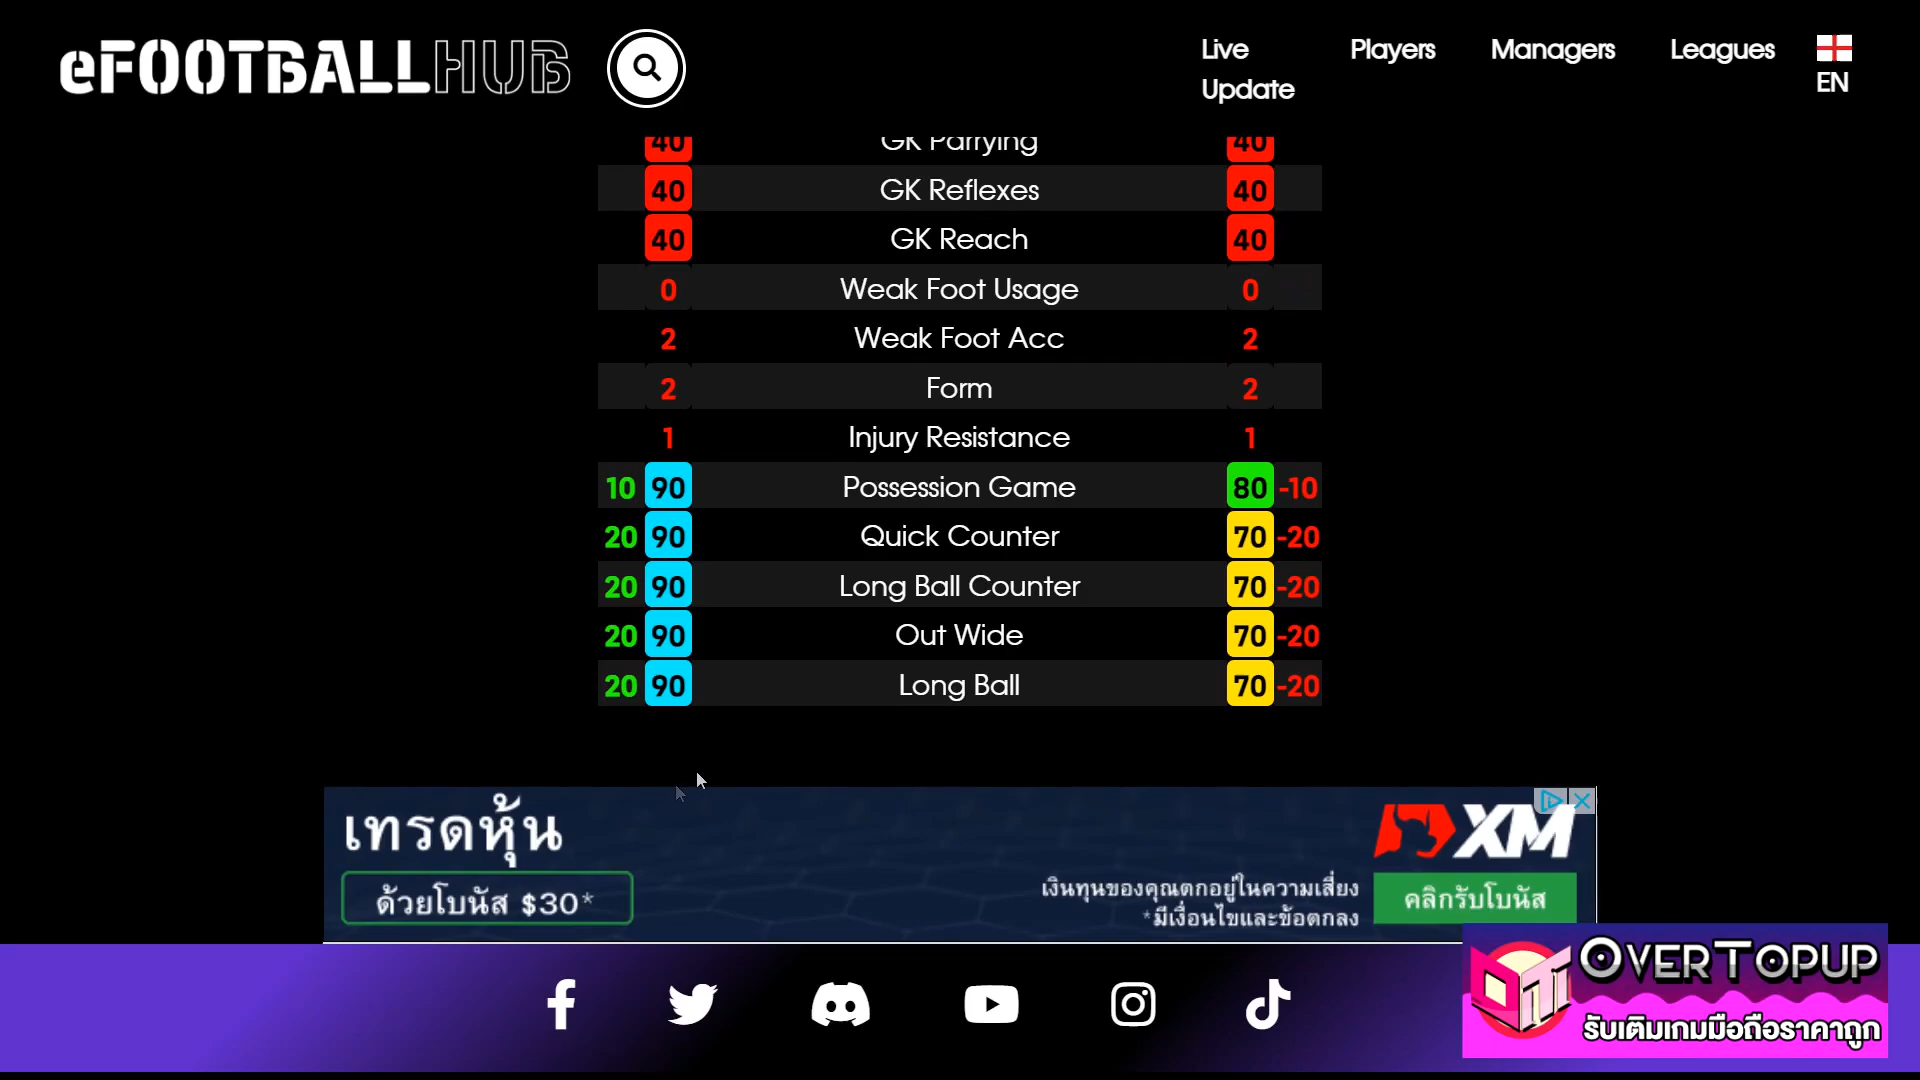 eFOOTBALLHUB
Live Update
Players
Managers
Leagues
EN
40 GK Parrying 40
40 GK Reflexes 40
40 GK Reach 40
0 Weak Foot Usage 0
2 Weak Foot Acc 2
2 Form 2
1 Injury Resistance 1
10 90 Possession Game 80 -10
20 90 Quick Counter 70 -20
20 90 Long Ball Counter 70 -20
20 90 Out Wide 70 -20
20 90 Long Ball 70 -20
เทรดหุ้น
ด้วยโบนัส $30*
เงินทุนของคุณตกอยู่ในความเสี่ยง
*มีเงื่อนไขและข้อตกลง
XM
คลิกรับโบนัส
OVERTOPUP
รับเติมเกมมือถือราคาถูก